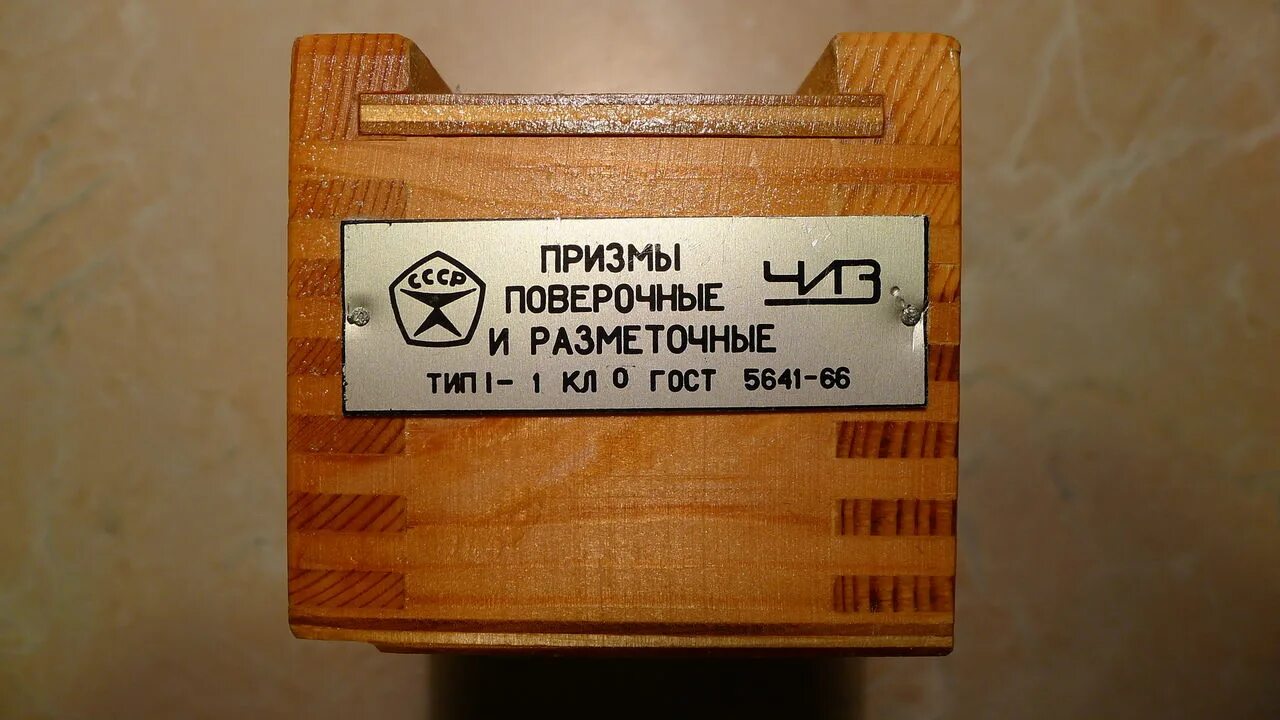 СССР
ПРИЗМЫ
ПОВЕРОЧНЫЕ
И РАЗМЕТОЧНЫЕ
ЧИЗ
ТИП I- 1 КЛ 0 ГОСТ 5641-66